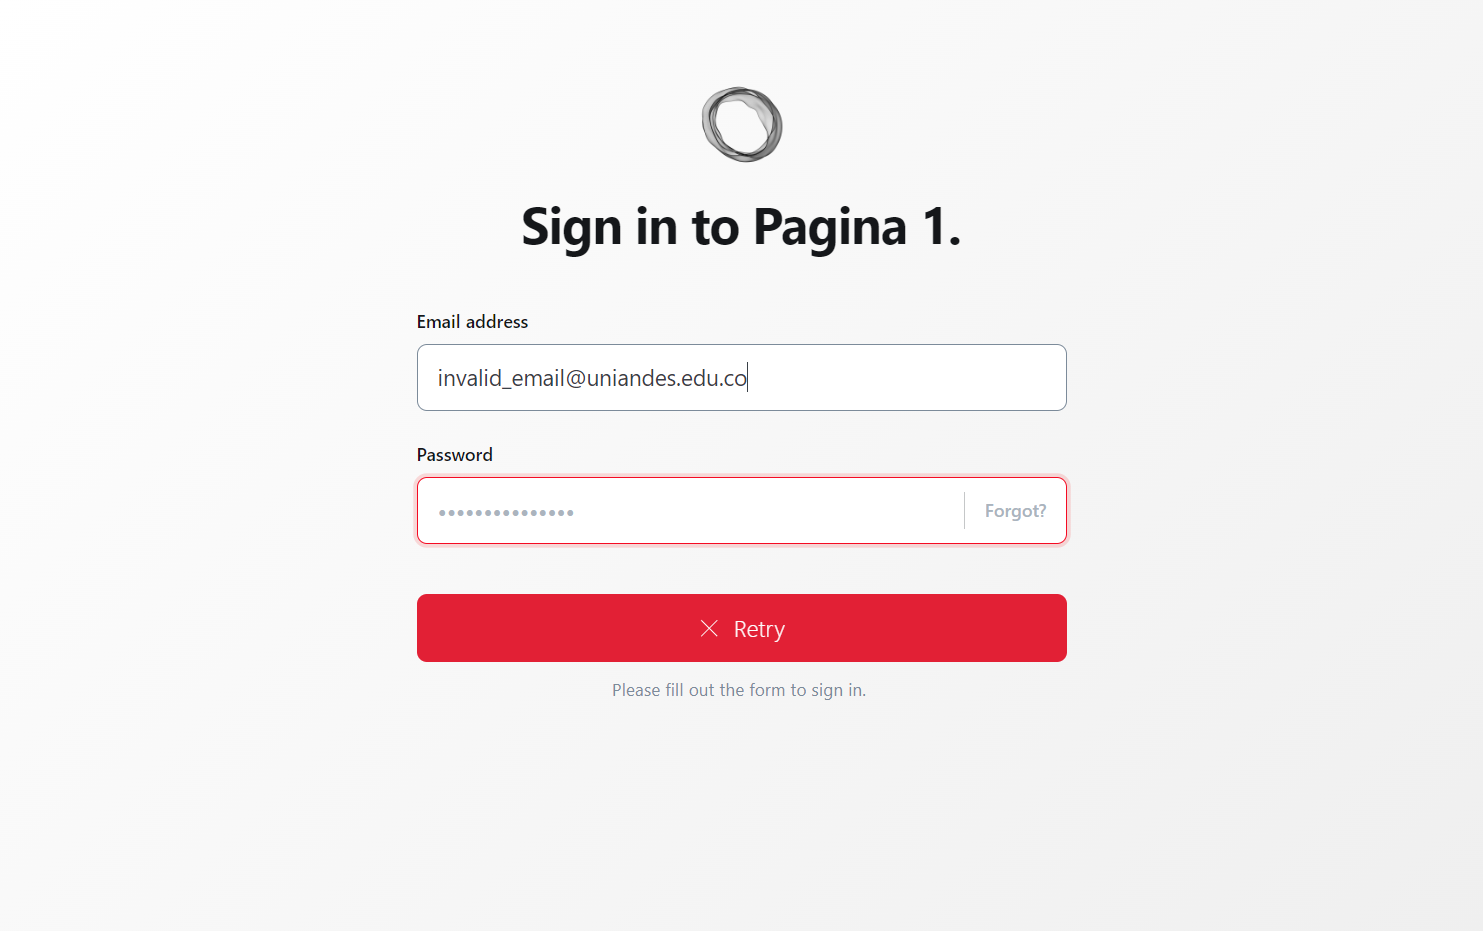 Sign in to Pagina 1.
Email address
invalid_email@uniandes.edu.co
Password
••••••••••••••• Forgot?
Retry
Please fill out the form to sign in.